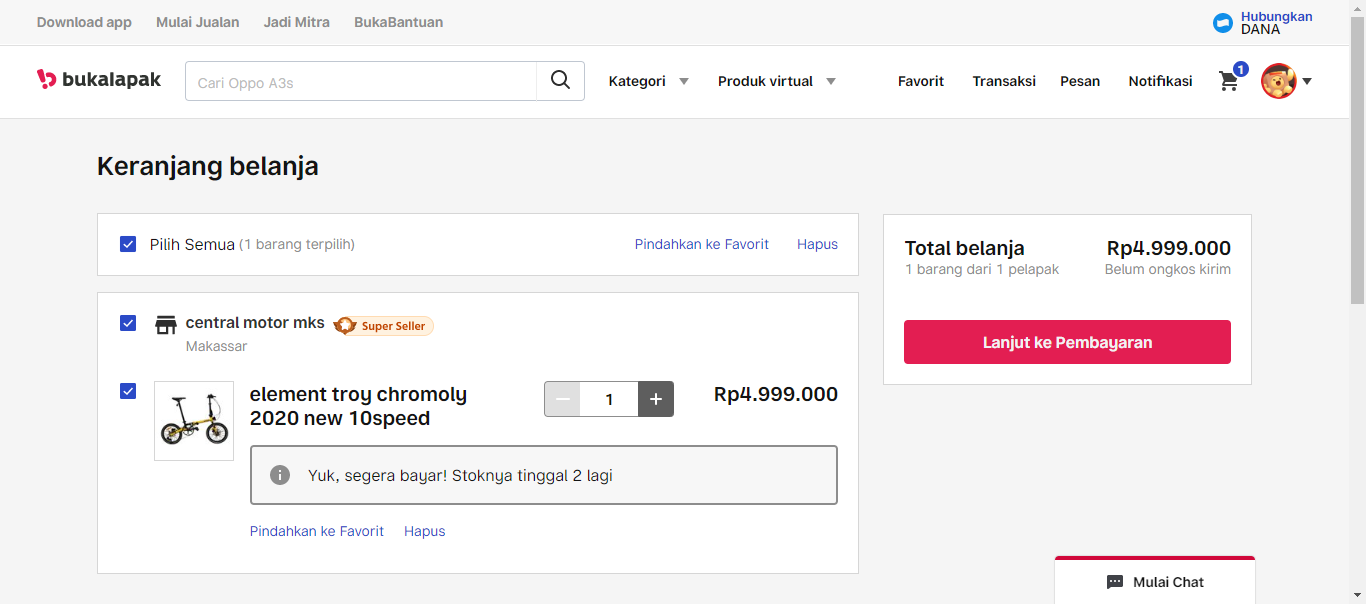 Download app Mulai Jualan Jadi Mitra BukaBantuan
Hubungkan
DANA
bukalapak Cari Oppo A3s Kategori Produk virtual Favorit Transaksi Pesan Notifikasi 1
Keranjang belanja
Pilih Semua (1 barang terpilih) Pindahkan ke Favorit Hapus
central motor mks Super Seller
Makassar
element troy chromoly
2020 new 10speed
1 Rp4.999.000
Yuk, segera bayar! Stoknya tinggal 2 lagi
Pindahkan ke Favorit Hapus
Total belanja Rp4.999.000
1 barang dari 1 pelapak Belum ongkos kirim
Lanjut ke Pembayaran
Mulai Chat